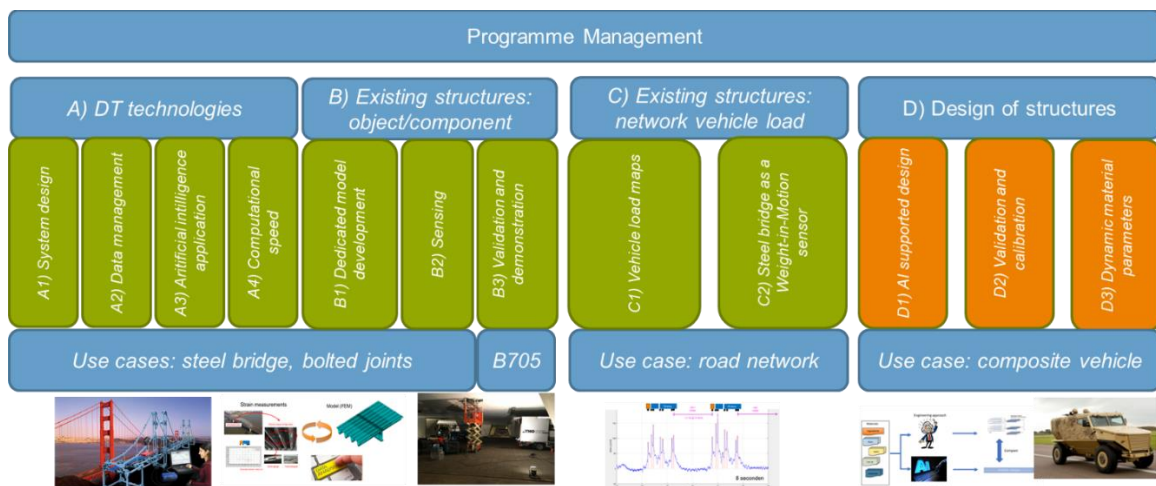 Programme Management
A) DT technologies
B) Existing structures:
object/component
C) Existing structures:
network vehicle load
D) Design of structures
A1) System design
A2) Data management
A3) Aritificial intilligence
application
A4) Computational
speed
B1) Dedicated model
development
B2) Sensing
B3) Validation and
demonstration
C1) Vehicle load maps
C2) Steel bridge as a
Weight-in-Motion
sensor
D1) AI supported design
D2) Validation and
calibration
D3) Dynamic material
parameters
Use cases: steel bridge, bolted joints
B705
Use case: road network
Use case: composite vehicle
Strain measurements
Model (FEM)
8 seconden
Engineering approach
AI
Compare